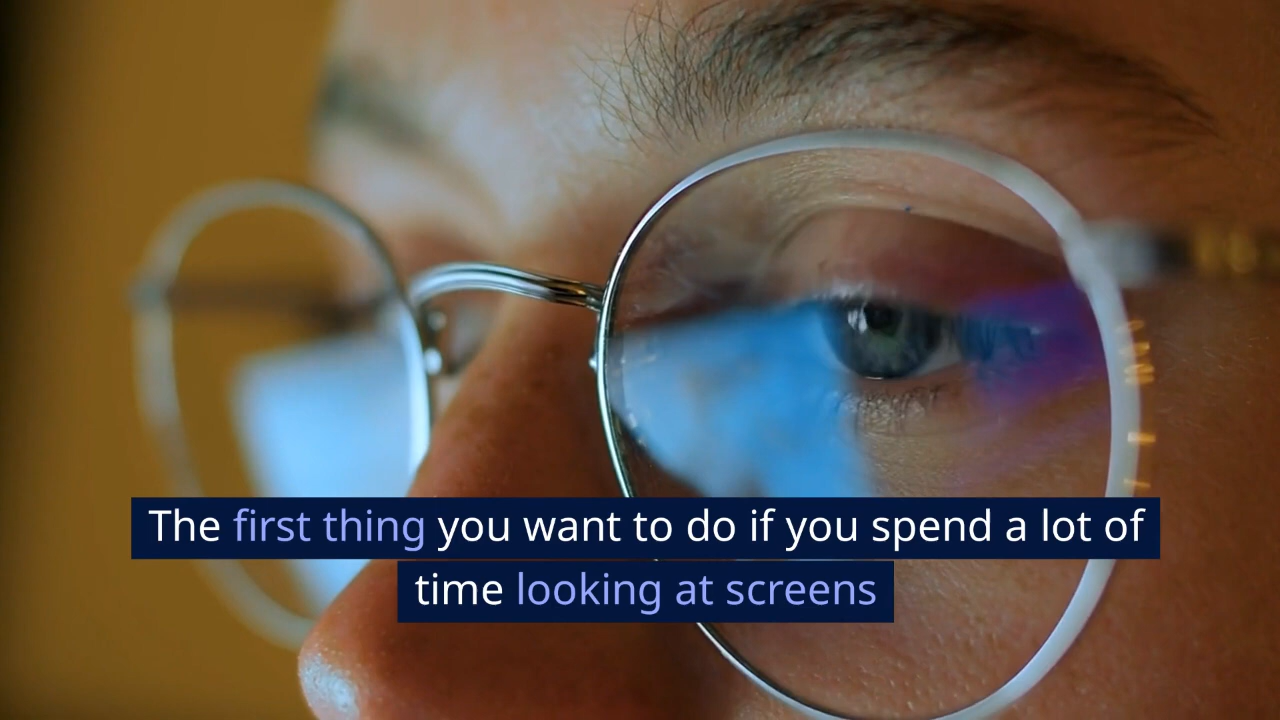 The first thing you want to do if you spend a lot of
time looking at screens